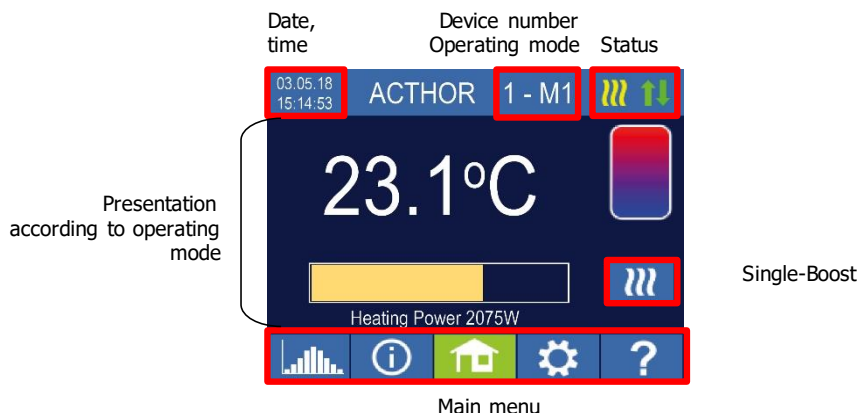 Date,
time
Device number
Operating mode
Status
03.05.18
15:14:53
ACTHOR
1 - M1
23.1°C
Presentation
according to operating
mode
Single-Boost
Heating Power 2075W
i
?
Main menu